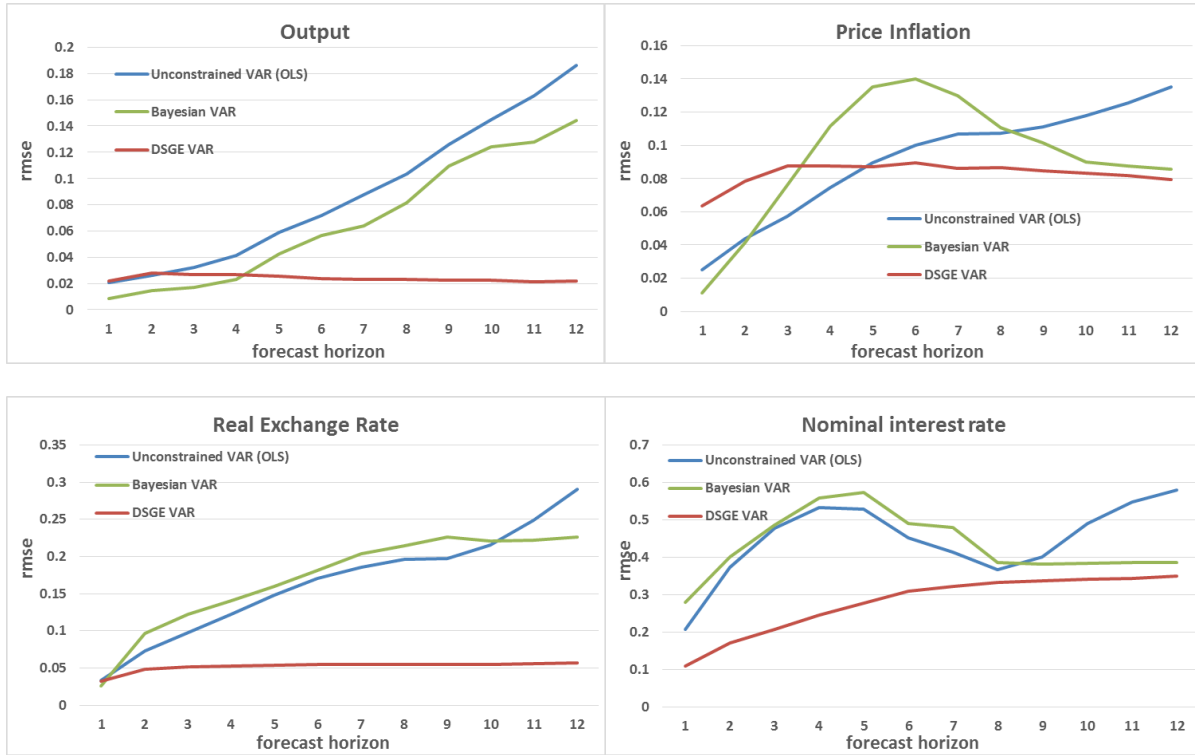 Output
rmse
0.2
0.18
0.16
0.14
0.12
0.1
0.08
0.06
0.04
0.02
0
Unconstrained VAR (OLS)
Bayesian VAR
DSGE VAR
1 2 3 4 5 6 7 8 9 10 11 12
forecast horizon
Price Inflation
rmse
0.16
0.14
0.12
0.1
0.08
0.06
0.04
0.02
0
Unconstrained VAR (OLS)
Bayesian VAR
DSGE VAR
1 2 3 4 5 6 7 8 9 10 11 12
forecast horizon
Real Exchange Rate
rmse
0.35
0.3
0.25
0.2
0.15
0.1
0.05
0
Unconstrained VAR (OLS)
Bayesian VAR
DSGE VAR
1 2 3 4 5 6 7 8 9 10 11 12
forecast horizon
Nominal interest rate
rmse
0.7
0.6
0.5
0.4
0.3
0.2
0.1
0
Unconstrained VAR (OLS)
Bayesian VAR
DSGE VAR
1 2 3 4 5 6 7 8 9 10 11 12
forecast horizon